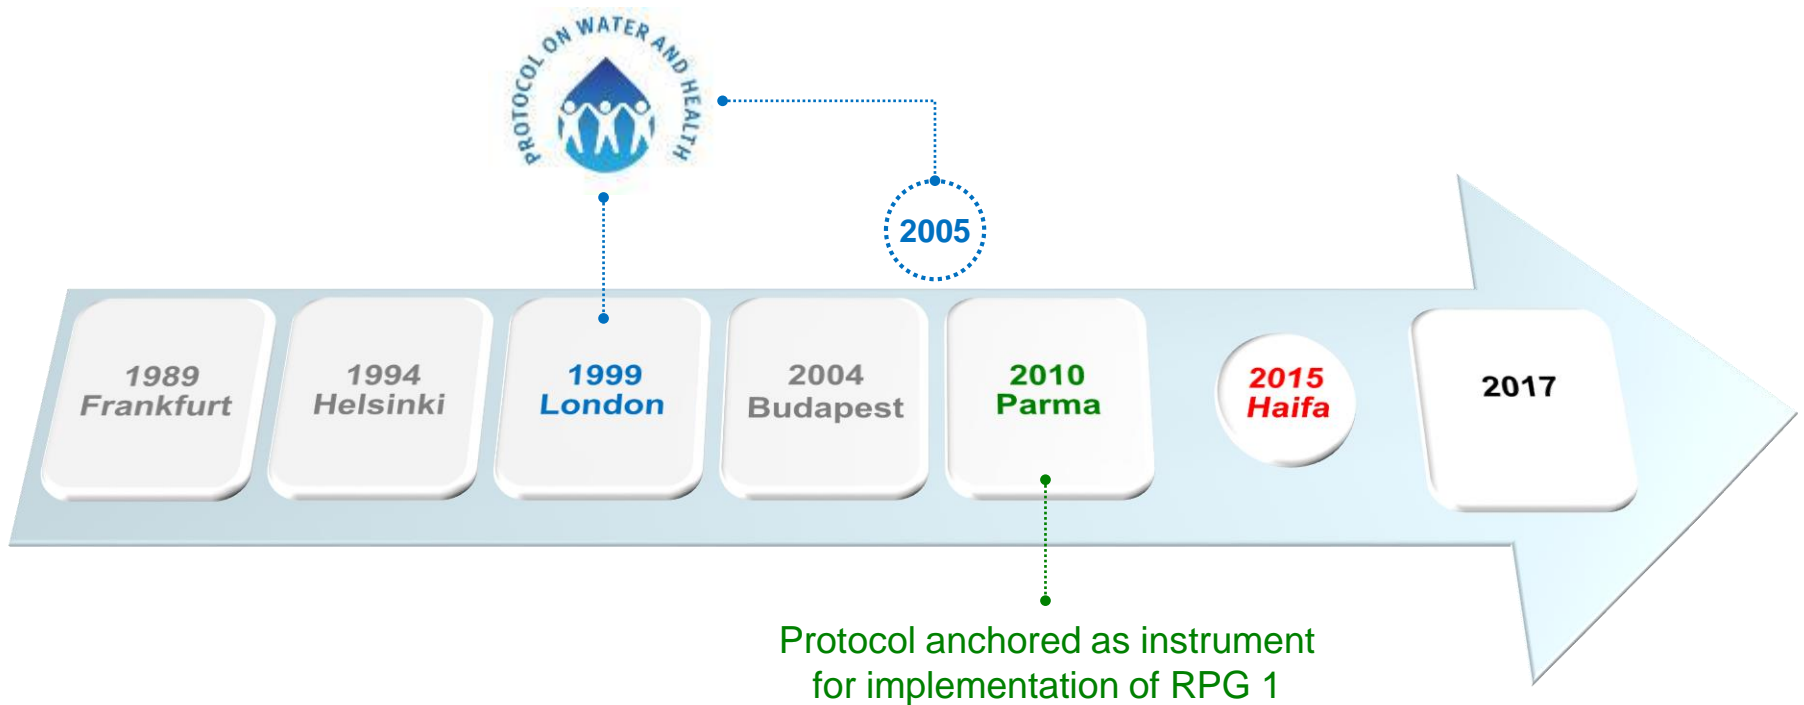 PROTOCOL ON WATER AND HEALTH
2005
1989
Frankfurt
1994
Helsinki
1999
London
2004
Budapest
2010
Parma
2015
Haifa
2017
Protocol anchored as instrument
for implementation of RPG 1